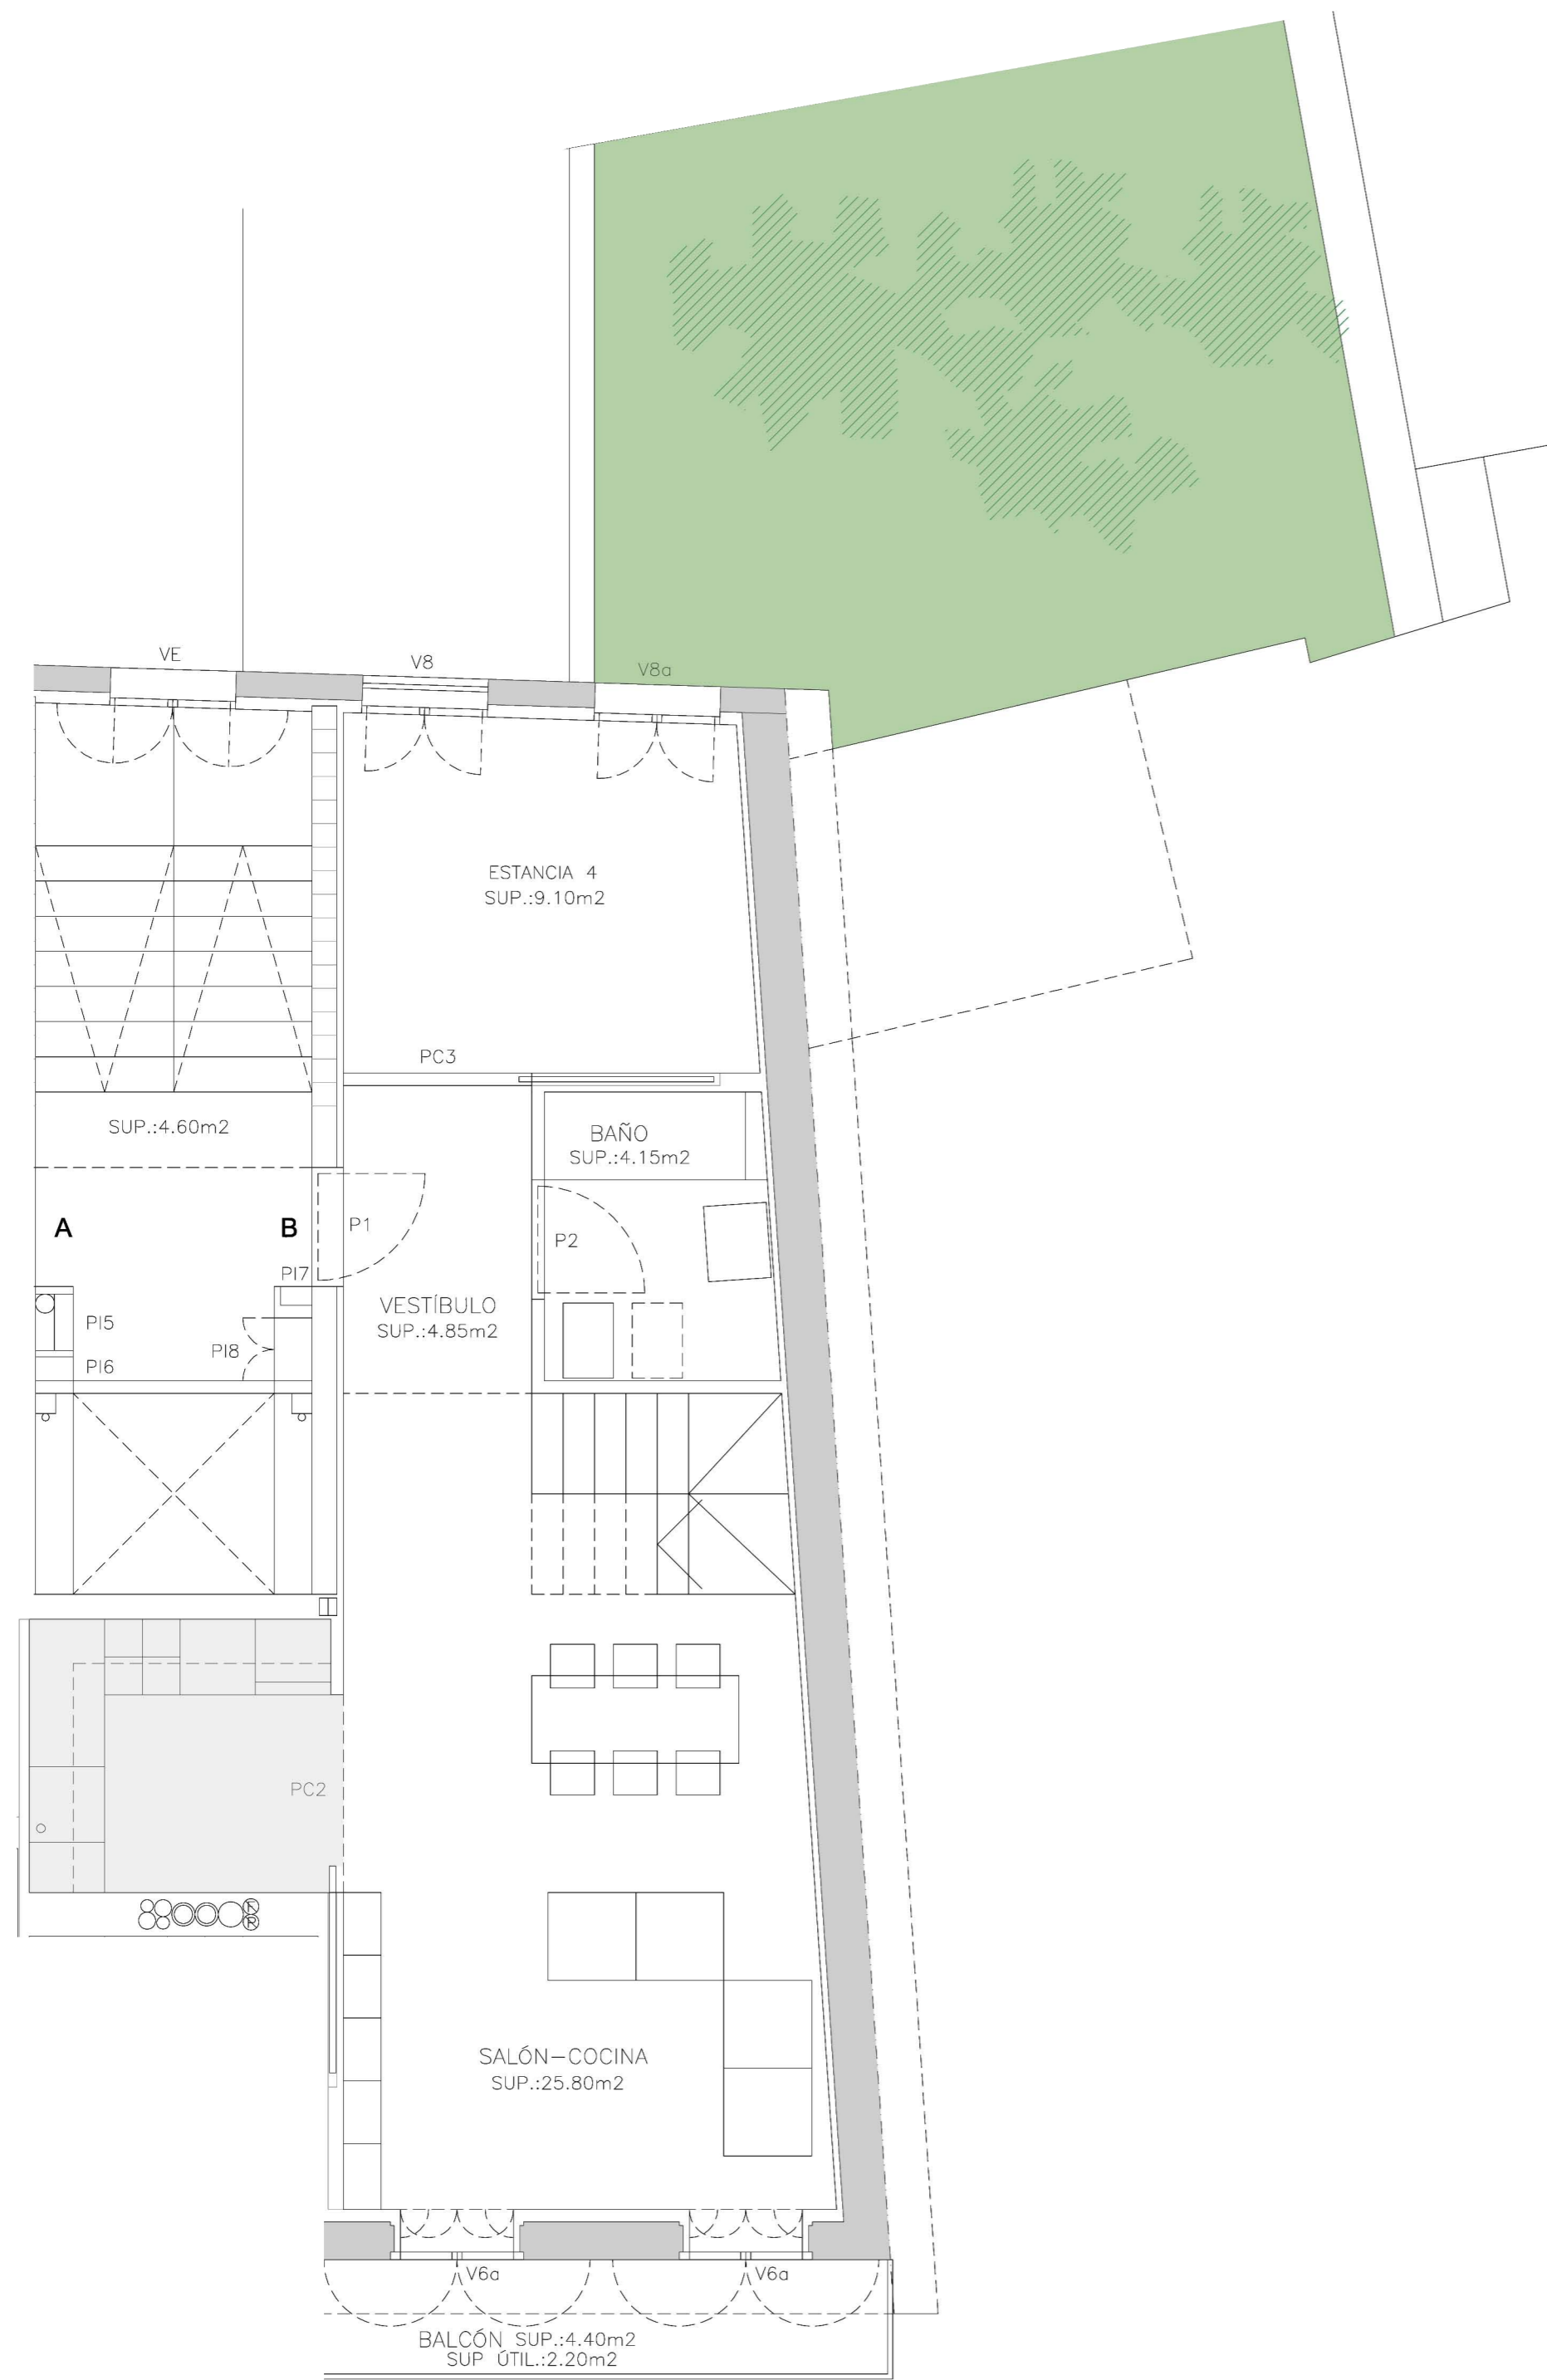 VE
V8
V8a
ESTANCIA 4
SUP.:9.10m2
PC3
SUP.:4.60m2
BAÑO
SUP.:4.15m2
A
B
P1
P2
PI7
VESTÍBULO
SUP.:4.85m2
PI5
PI8
PI6
PC2
F
R
SALÓN-COCINA
SUP.:25.80m2
V6a
V6a
BALCÓN SUP.:4.40m2
SUP ÚTIL.:2.20m2